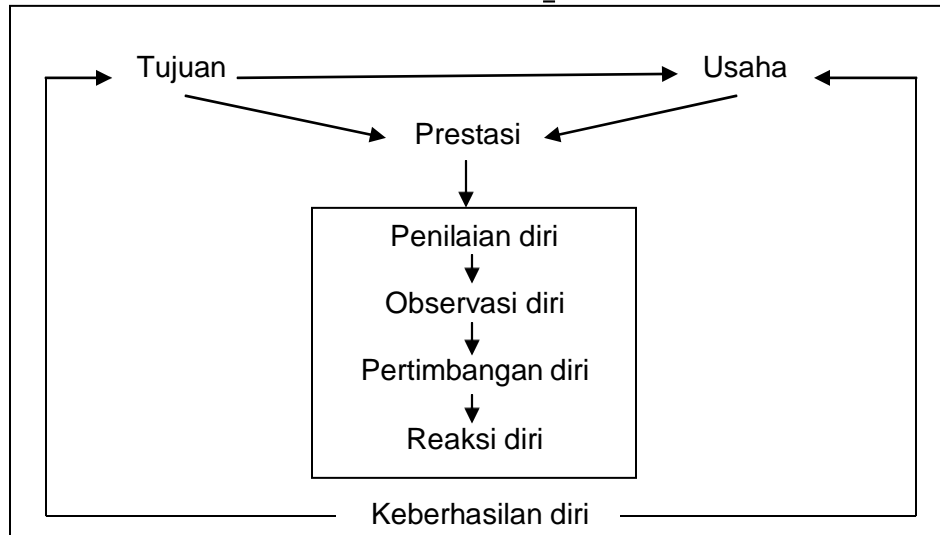 Tujuan Usaha
Prestasi
Penilaian diri
Observasi diri
Pertimbangan diri
Reaksi diri
Keberhasilan diri